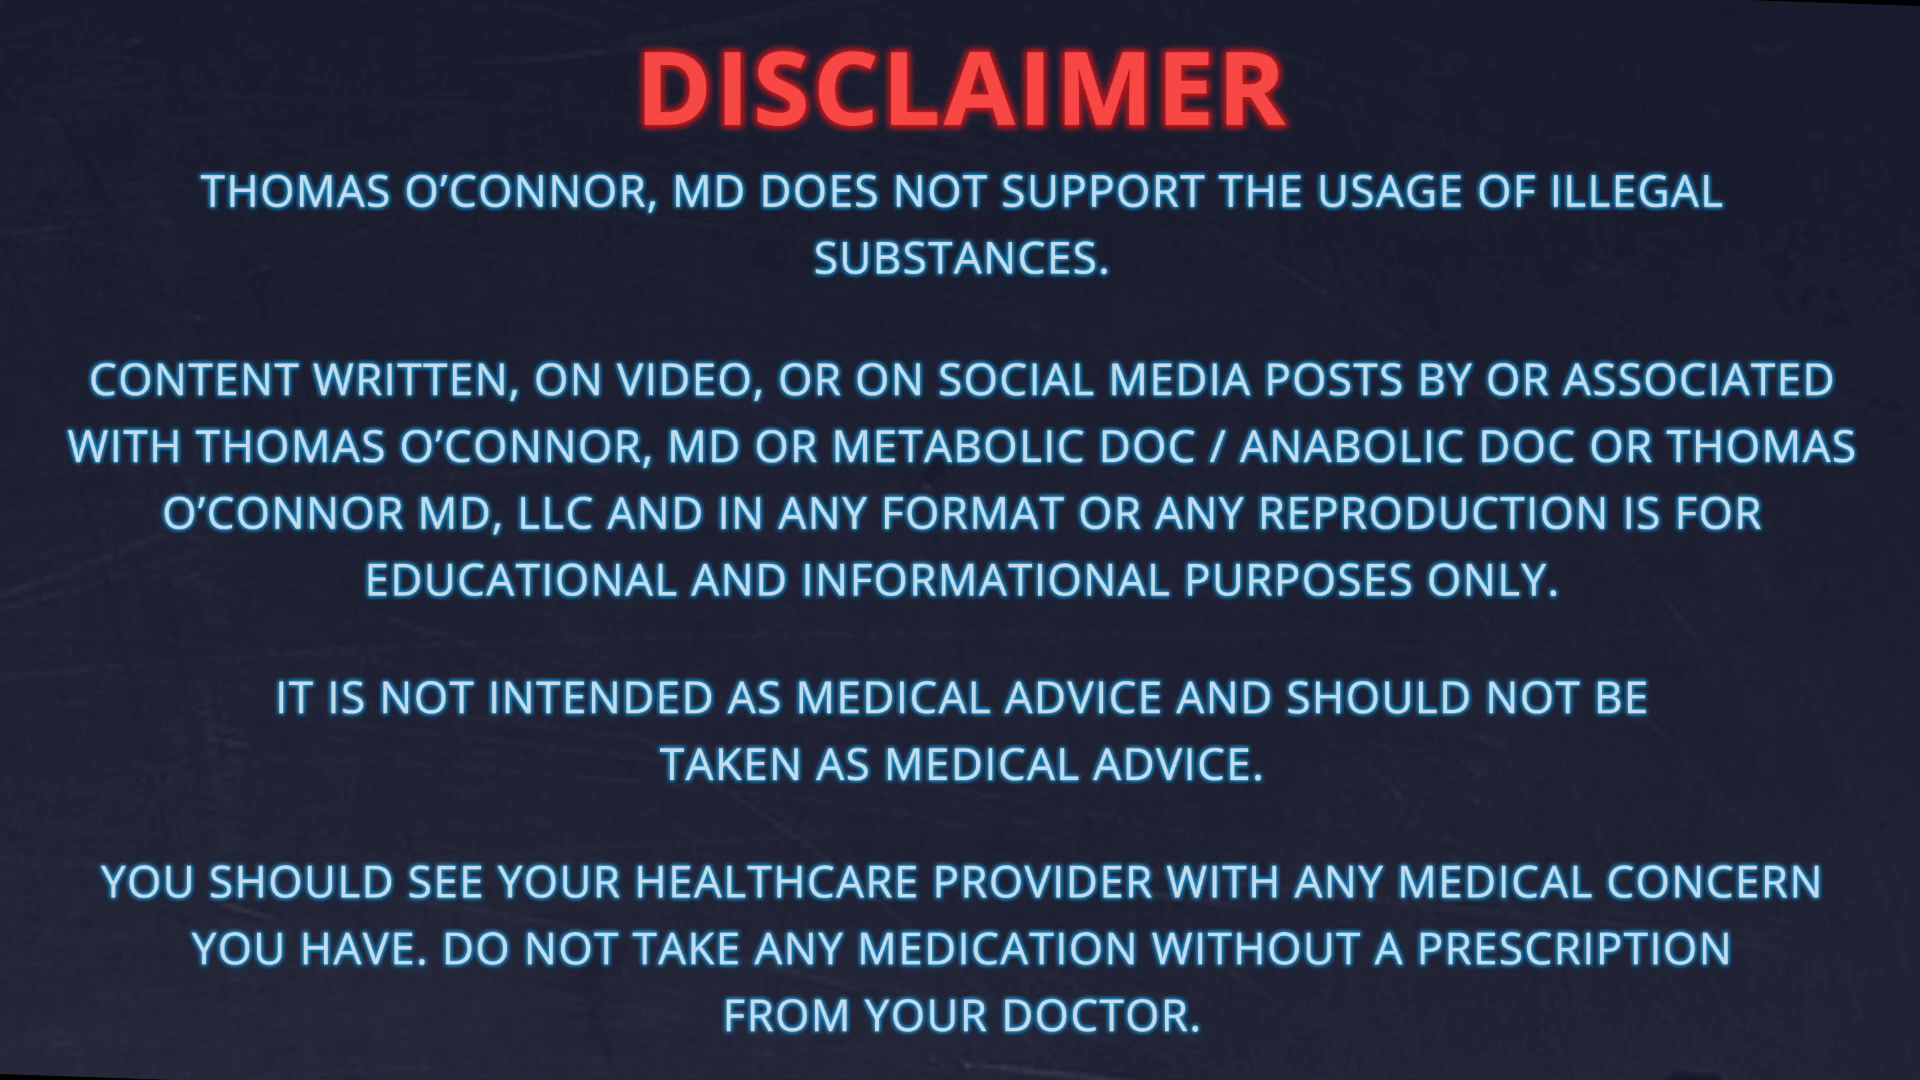 DISCLAIMER
THOMAS O’CONNOR, MD DOES NOT SUPPORT THE USAGE OF ILLEGAL
SUBSTANCES.
CONTENT WRITTEN, ON VIDEO, OR ON SOCIAL MEDIA POSTS BY OR ASSOCIATED
WITH THOMAS O’CONNOR, MD OR METABOLIC DOC / ANABOLIC DOC OR THOMAS
O’CONNOR MD, LLC AND IN ANY FORMAT OR ANY REPRODUCTION IS FOR
EDUCATIONAL AND INFORMATIONAL PURPOSES ONLY.
IT IS NOT INTENDED AS MEDICAL ADVICE AND SHOULD NOT BE
TAKEN AS MEDICAL ADVICE.
YOU SHOULD SEE YOUR HEALTHCARE PROVIDER WITH ANY MEDICAL CONCERN
YOU HAVE. DO NOT TAKE ANY MEDICATION WITHOUT A PRESCRIPTION
FROM YOUR DOCTOR.